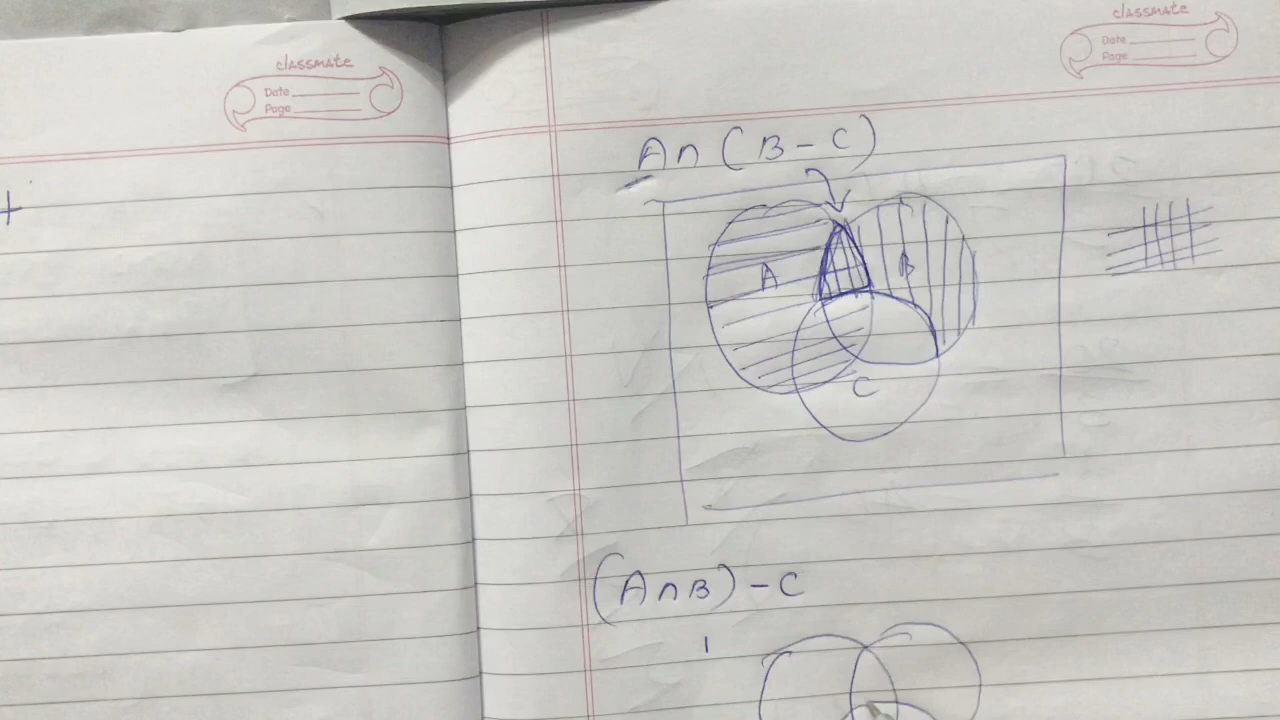 classmate
Date
Page
classmate
Date
Page
+
A∩(B-C)
A
B
C
(A∩B)-C